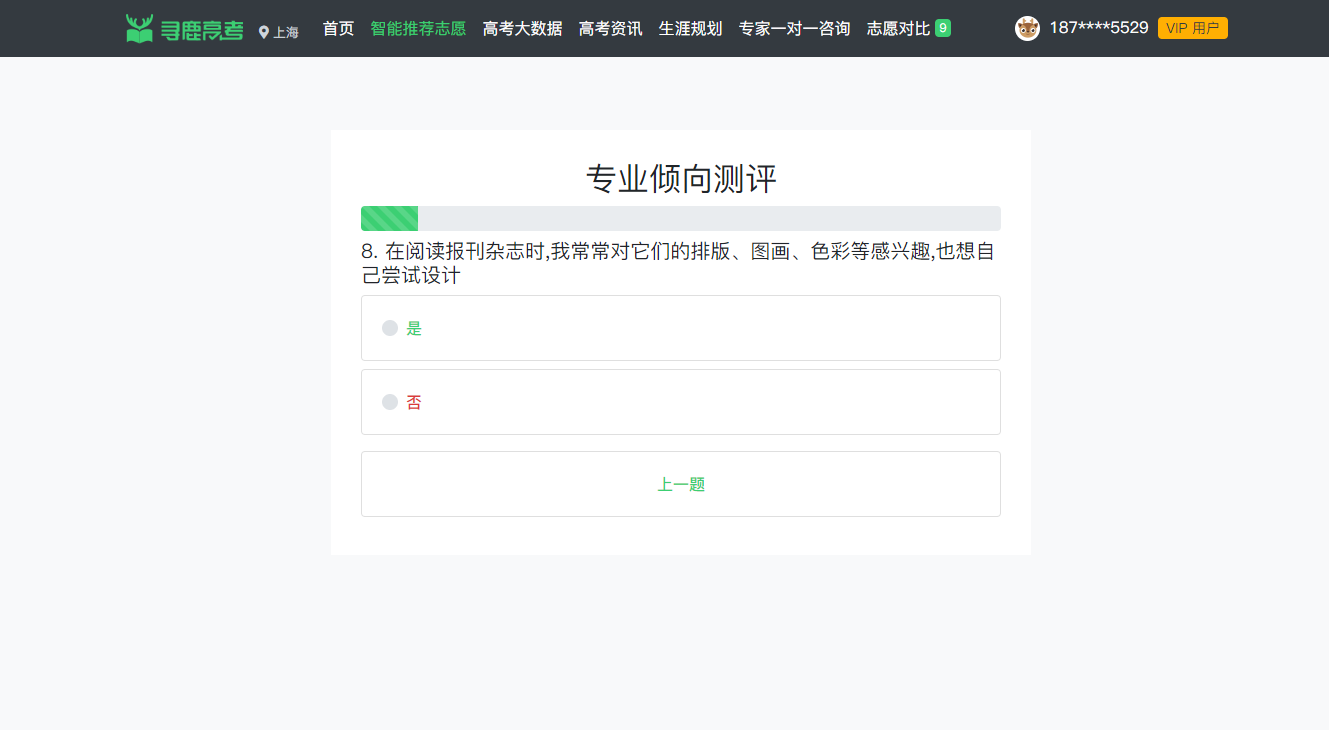 寻鹿高考 上海 首页 智能推荐志愿 高考大数据 高考资讯 生涯规划 专家一对一咨询 志愿对比 9 187****5529 VIP 用户
专业倾向测评
8. 在阅读报刊杂志时,我常常对它们的排版、图画、色彩等感兴趣,也想自
己尝试设计
是
否
上一题